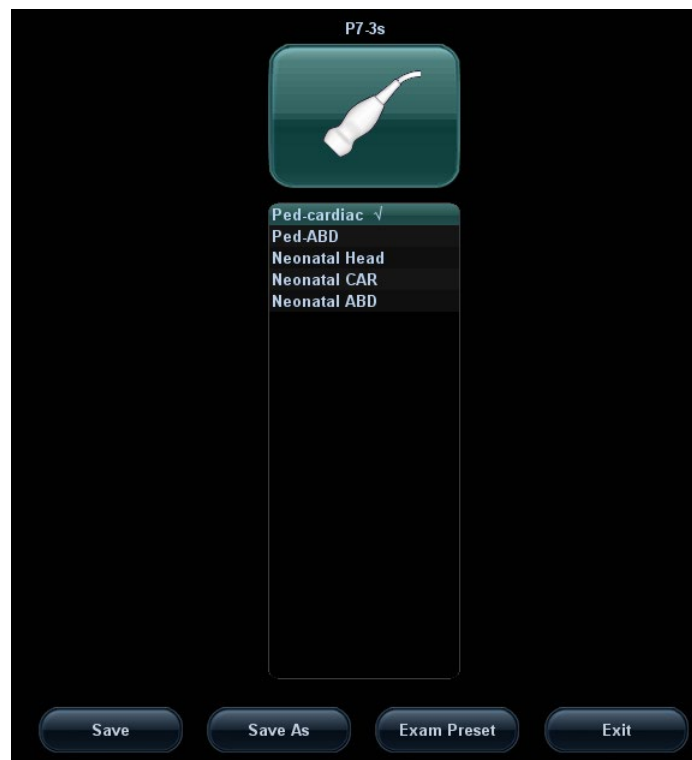 P7-3s
Ped-cardiac √
Ped-ABD
Neonatal Head
Neonatal CAR
Neonatal ABD
Save Save As Exam Preset Exit